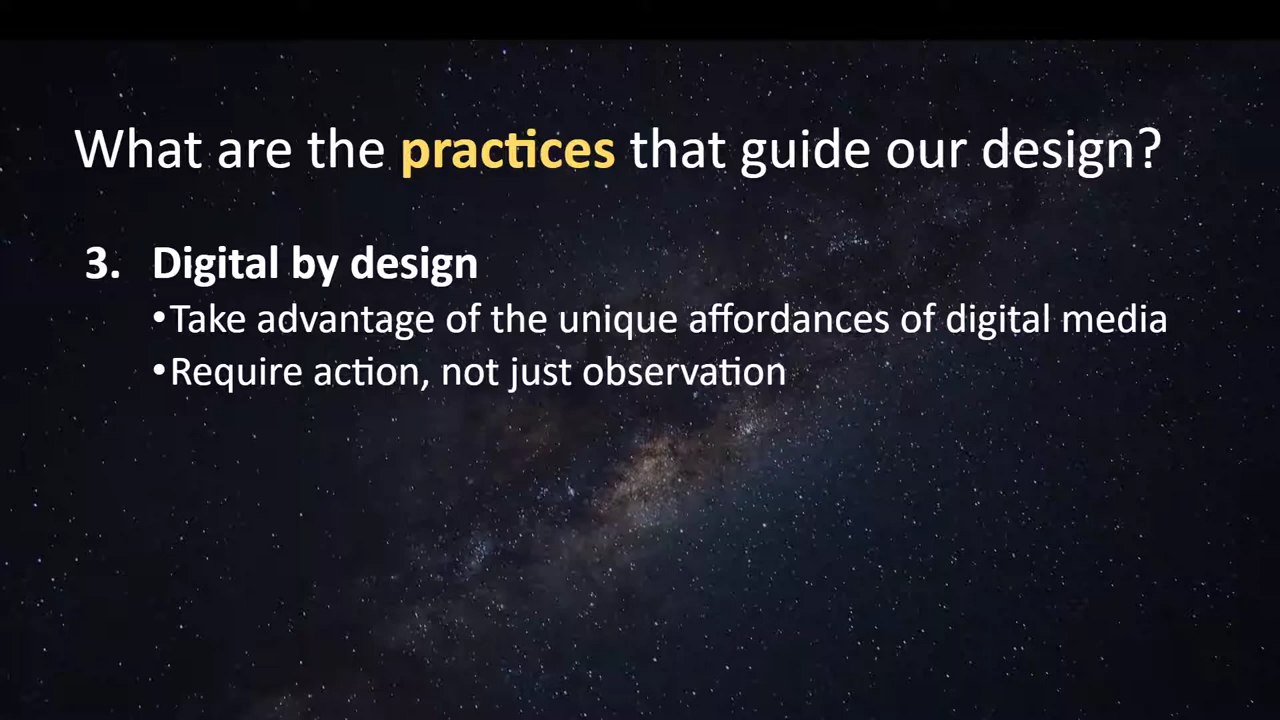 What are the practices that guide our design?
3. Digital by design
•Take advantage of the unique affordances of digital media
•Require action, not just observation